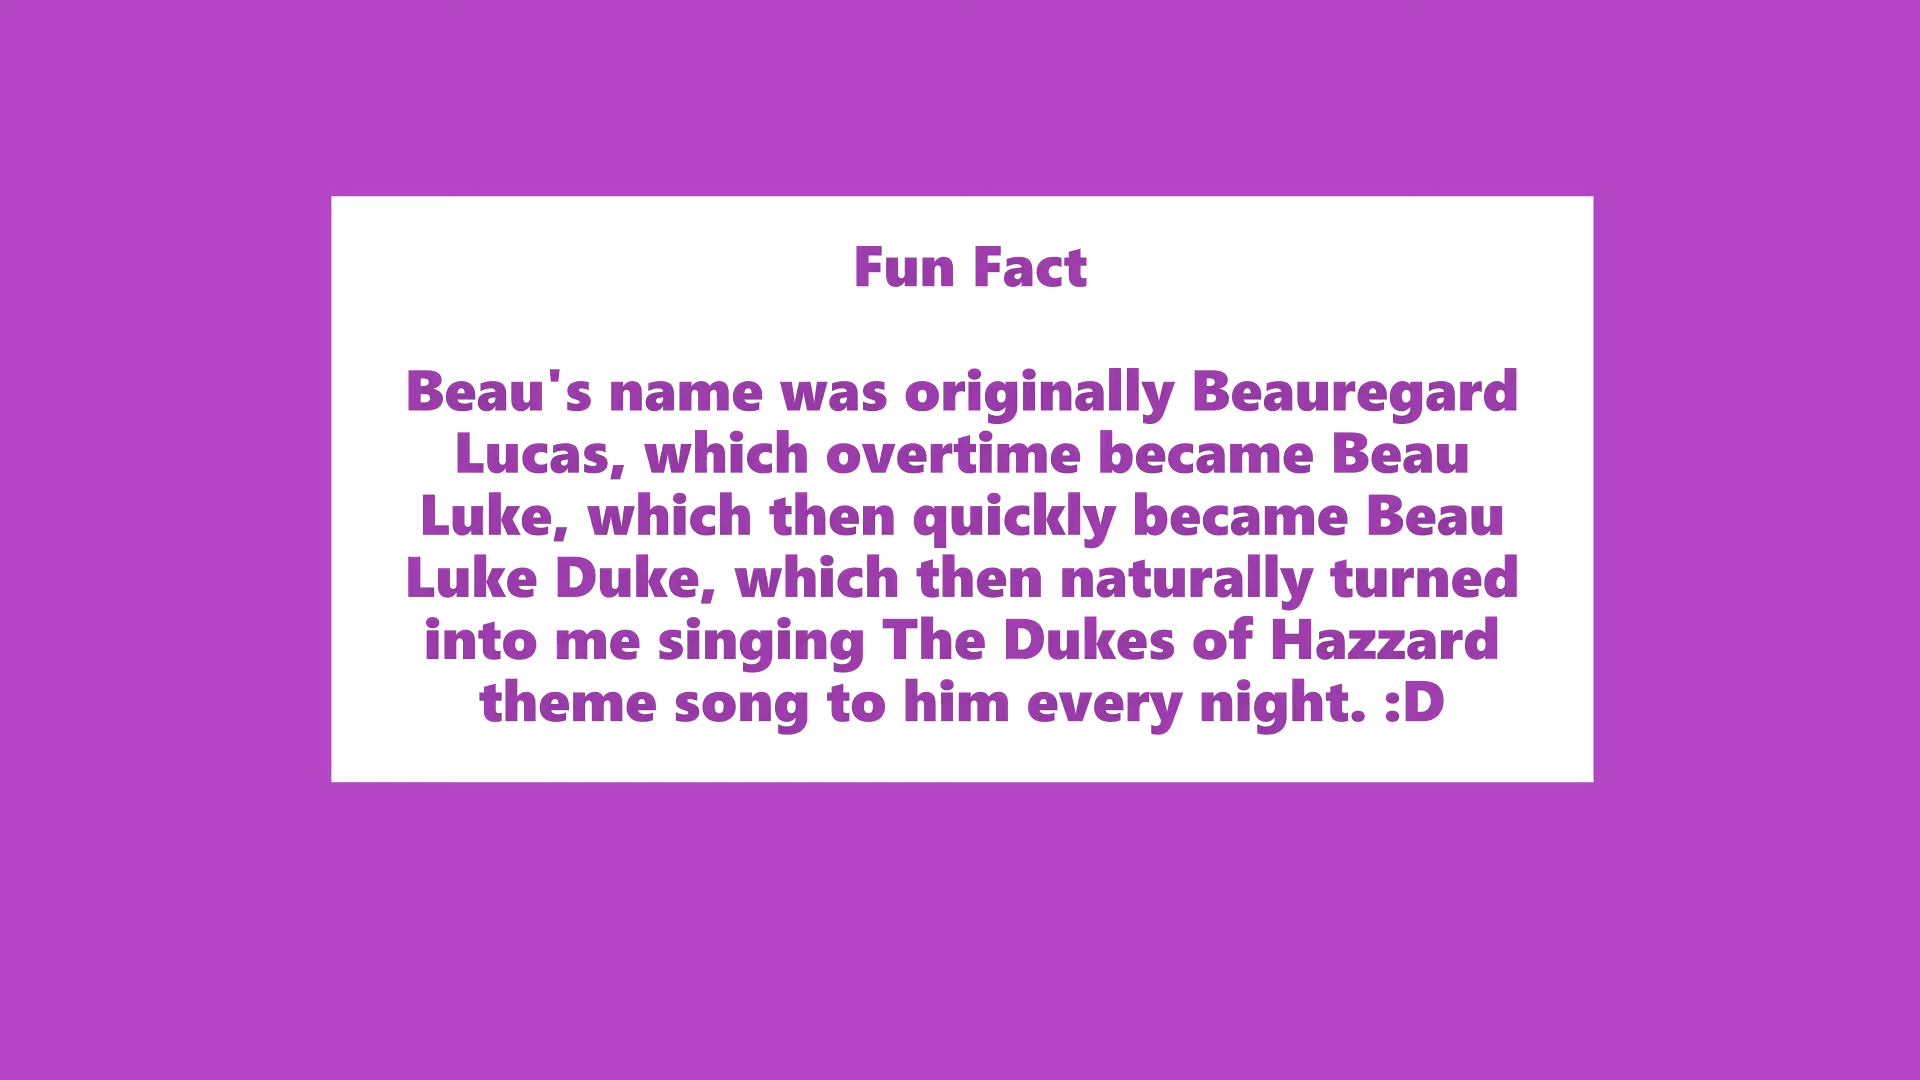 Fun Fact
Beau's name was originally Beauregard
Lucas, which overtime became Beau
Luke, which then quickly became Beau
Luke Duke, which then naturally turned
into me singing The Dukes of Hazzard
theme song to him every night. :D